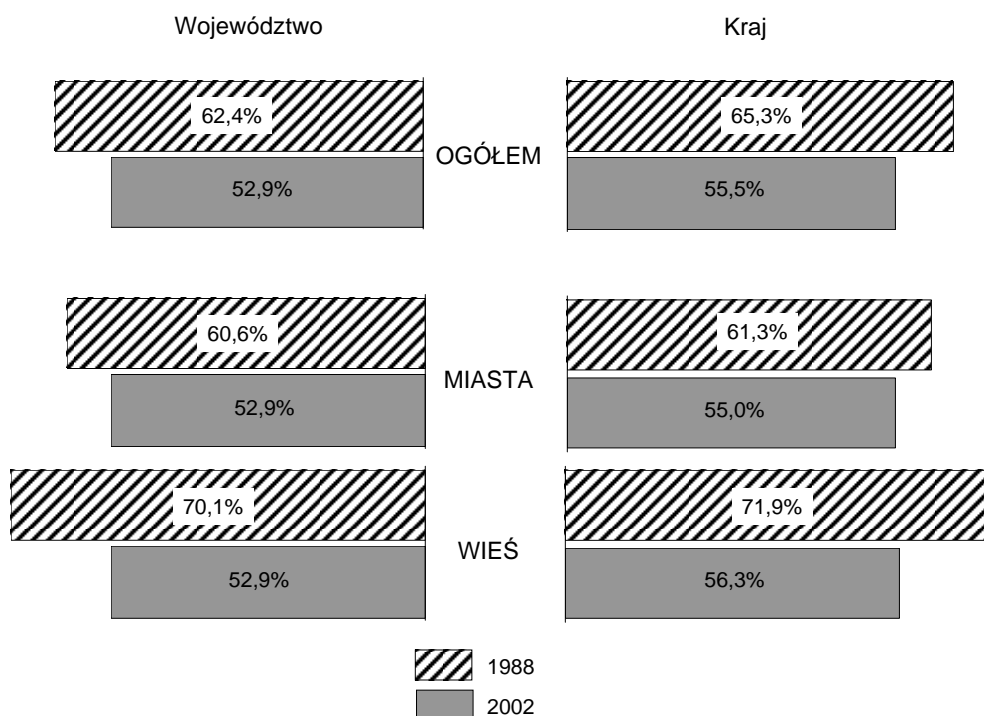 Województwo Kraj
62,4% 65,3%
OGÓŁEM
52,9% 55,5%
60,6% 61,3%
MIASTA
52,9% 55,0%
70,1% 71,9%
WIEŚ
52,9% 56,3%
1988
2002